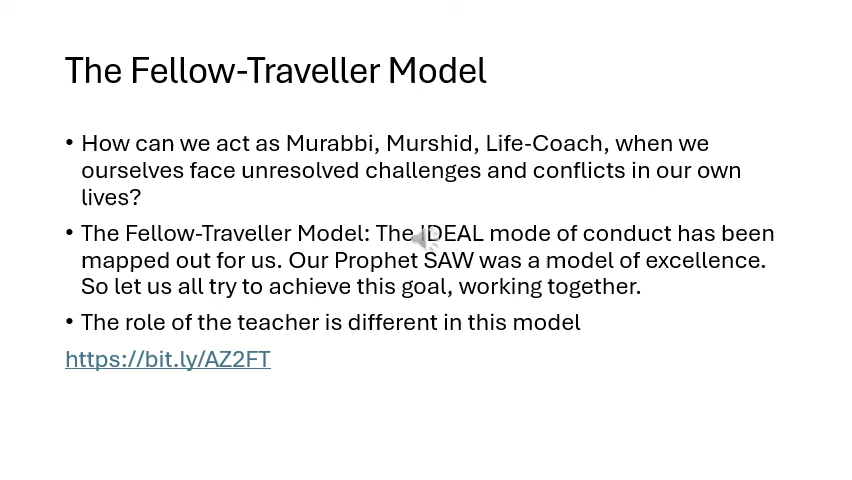 The Fellow-Traveller Model
• How can we act as Murabbi, Murshid, Life-Coach, when we
ourselves face unresolved challenges and conflicts in our own
lives?
• The Fellow-Traveller Model: The IDEAL mode of conduct has been
mapped out for us. Our Prophet SAW was a model of excellence.
So let us all try to achieve this goal, working together.
• The role of the teacher is different in this model
https://bit.ly/AZ2FT